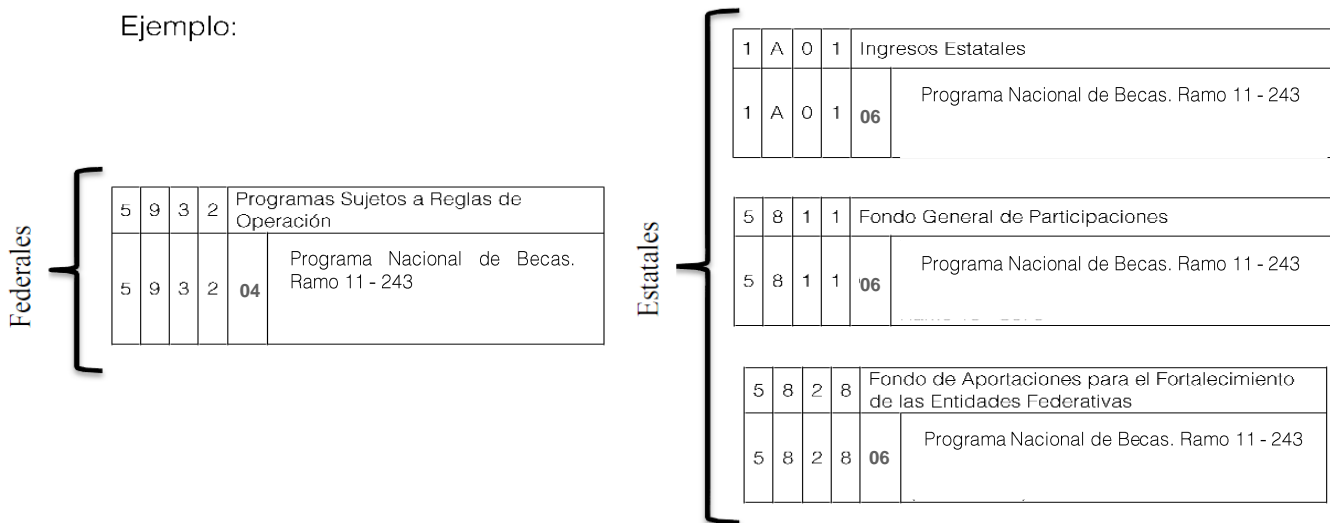 Ejemplo:
Federales
5 9 3 2 Programas Sujetos a Reglas de
Operación
5 9 3 2 04 Programa Nacional de Becas.
Ramo 11 - 243
Estatales
1 A 0 1 Ingresos Estatales
1 A 0 1 06 Programa Nacional de Becas. Ramo 11 - 243
5 8 1 1 Fondo General de Participaciones
5 8 1 1 06 Programa Nacional de Becas. Ramo 11 - 243
5 8 2 8 Fondo de Aportaciones para el Fortalecimiento
de las Entidades Federativas
5 8 2 8 06 Programa Nacional de Becas. Ramo 11 - 243